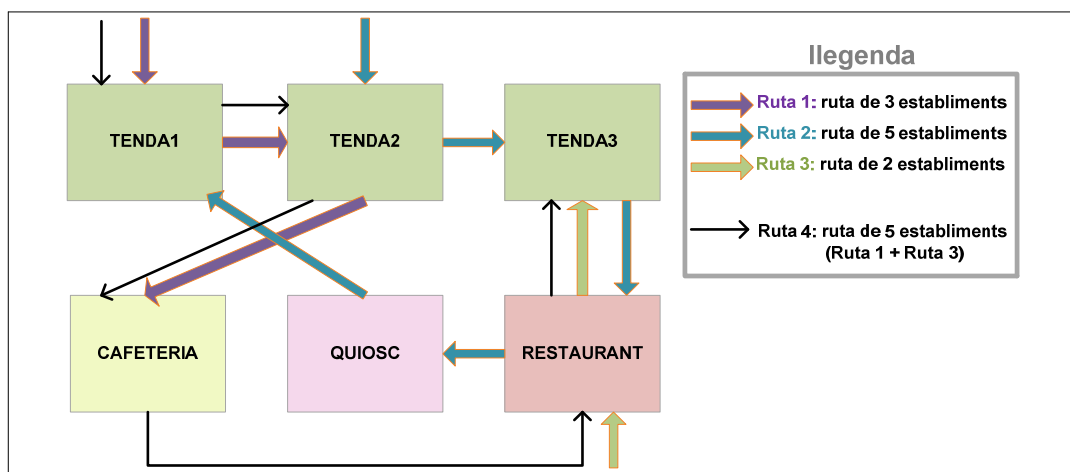 llegenda
Ruta 1: ruta de 3 establiments
Ruta 2: ruta de 5 establiments
Ruta 3: ruta de 2 establiments
Ruta 4: ruta de 5 establiments
(Ruta 1 + Ruta 3)
TENDA1
TENDA2
TENDA3
CAFETERIA
QUIOSC
RESTAURANT